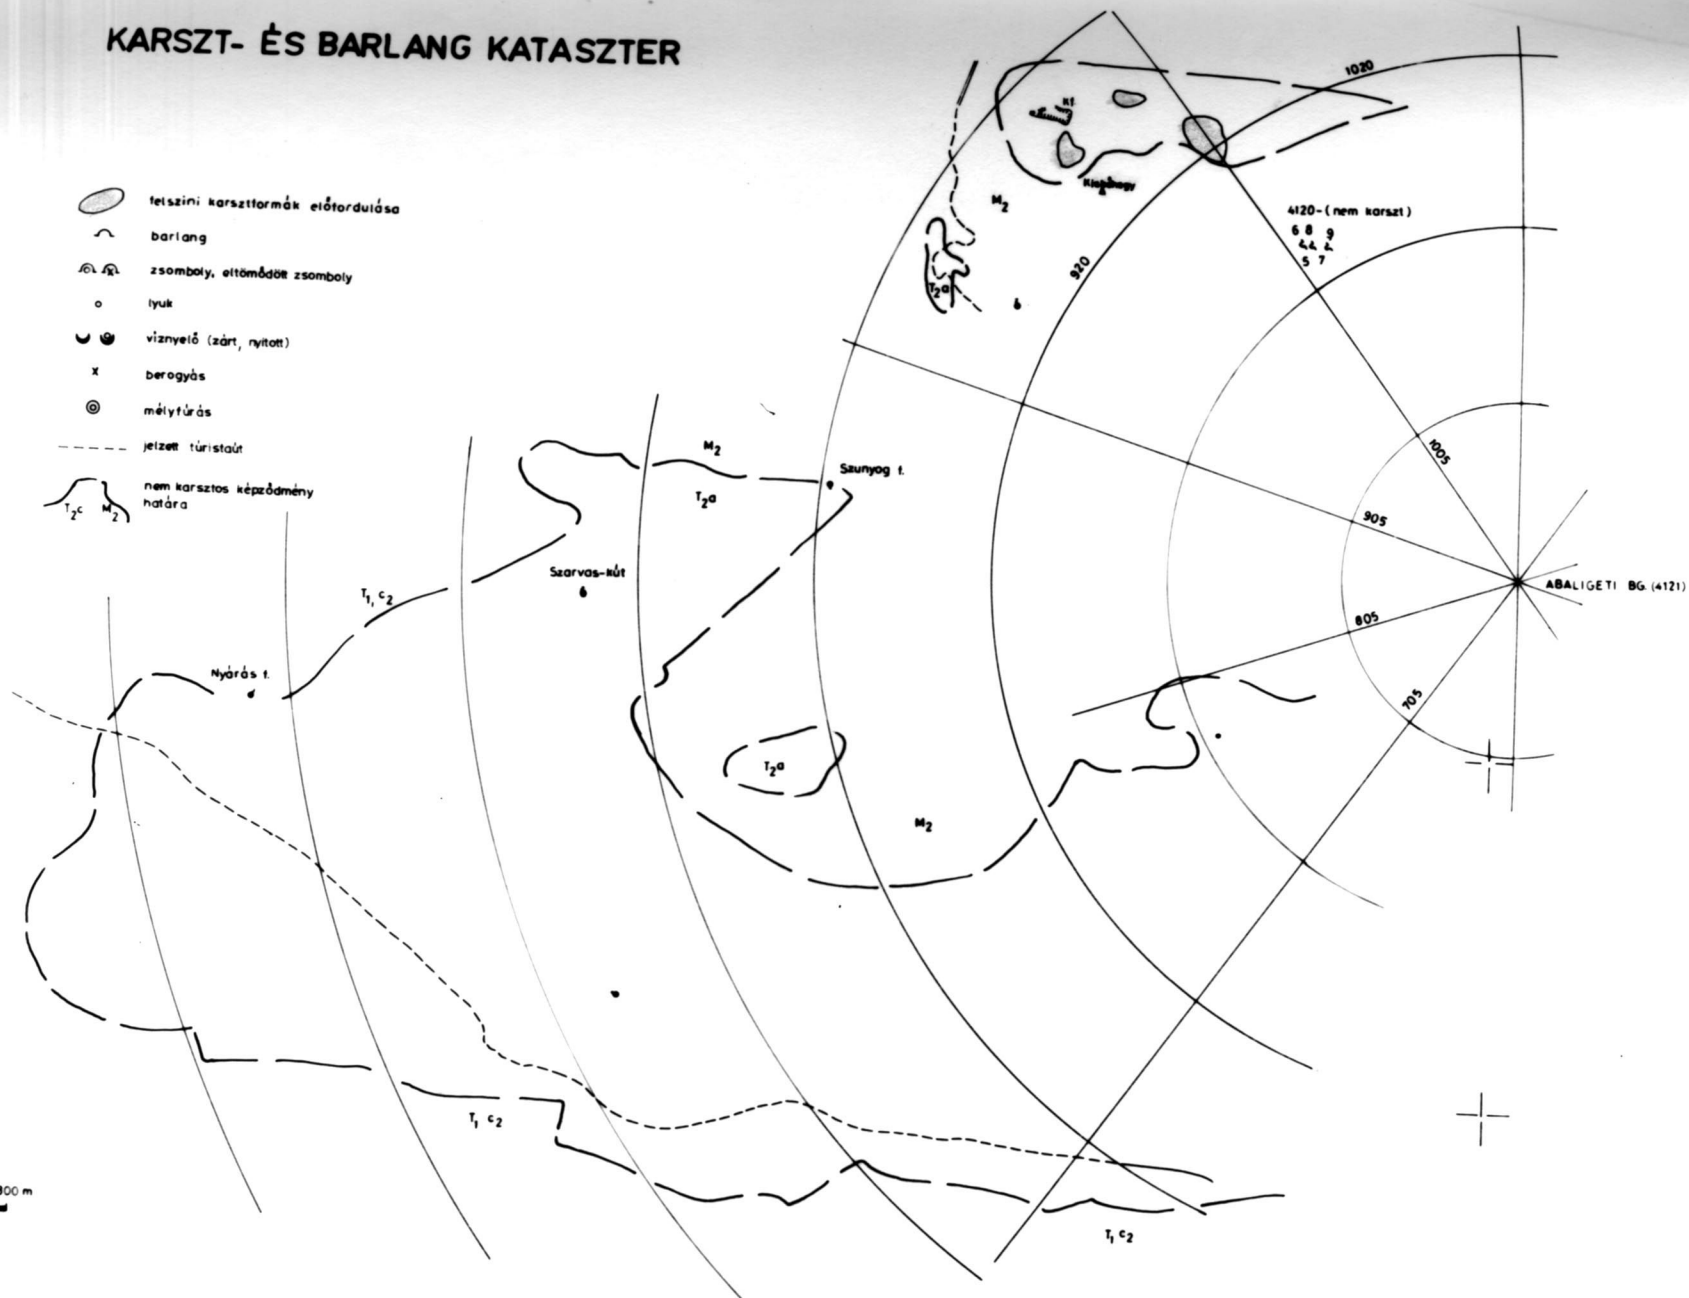 KARSZT- ÉS BARLANG KATASZTER
felszíni karsztformák előfordulása
barlang
zsomboly, eltömődött zsomboly
lyuk
víznyelő (zárt, nyitott)
berogyás
mélyfúrás
jelzett túristaút
nem karsztos képződmény
határa
T₂c M₂
1020
Kf.
M₂
4120-(nem karszt)
6 8 9
5 7
920
T₂a
1005
M₂
Szunyog f.
T₂a
905
Szarvas-kút
T₁, c₂
ABALIGETI BG. (4121)
805
Nyárás f.
705
T₂a
M₂
T₁ c₂
00 m
T₁ c₂